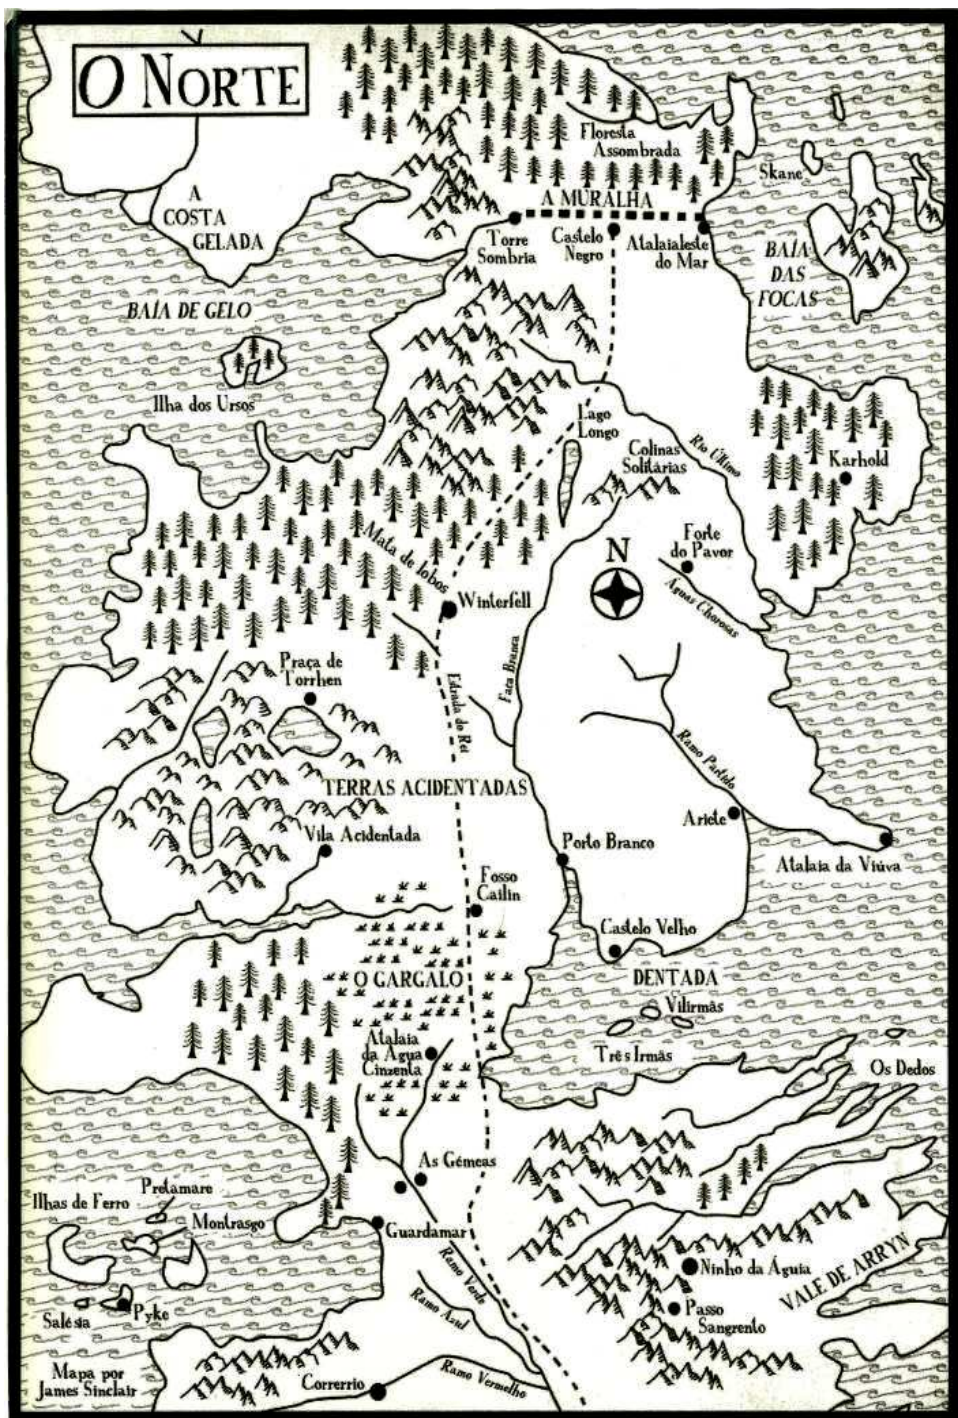 O NORTE
Floresta
Assombrada
Skane
A
COSTA
GELADA
A MURALHA
Torre
Sombria
Castelo
Negro
Atalaialeste
do Mar
BAÍA
DAS
FOCAS
BAÍA DE GELO
Ilha dos Ursos
Lago
Longo
Colinas
Solitárias
Rio Último
Karhold
Mata de lobos
N
Forte
do Pavor
Águas Chorosas
Winterfell
Faca Branca
Praça de
Torrhen
Estrada do Rei
Ramo Partido
TERRAS ACIDENTADAS
Ariete
Vila Acidentada
Porto Branco
Atalaia da Viúva
Fosso
Cailin
Castelo Velho
O GARGALO
DENTADA
Vilirmãs
Atalaia
da Água
Cinzenta
Três Irmãs
Os Dedos
As Gémeas
Ilhas de Ferro
Pretamare
Montrasgo
Guardamar
Ramo Verde
Ninho da Águia
VALE DE ARRYN
Ramo Azul
Salésia
Pyke
Passo
Sangrento
Mapa por
James Sinclair
Correrrio
Ramo Vermelho